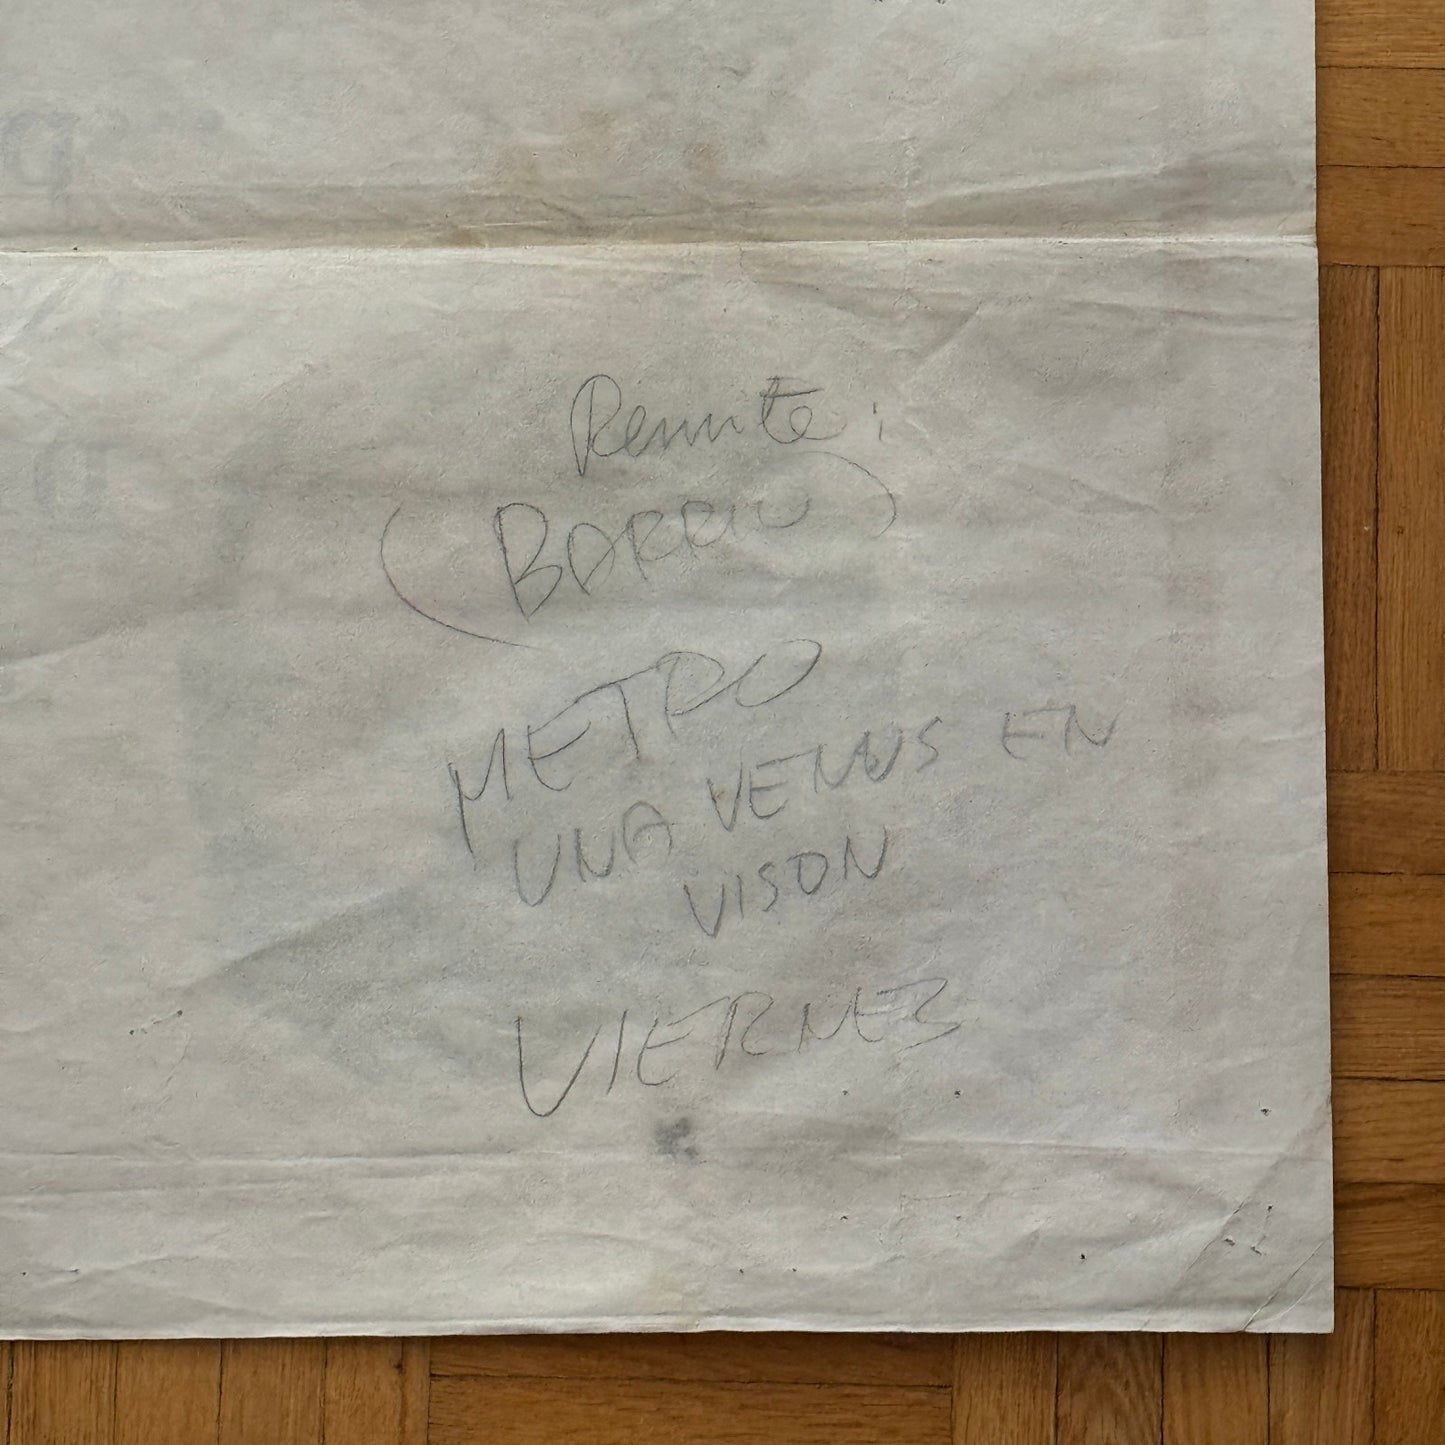 Remite:
(BARRIO)
METRO
UNA VENUS EN
VISON
VIERNES